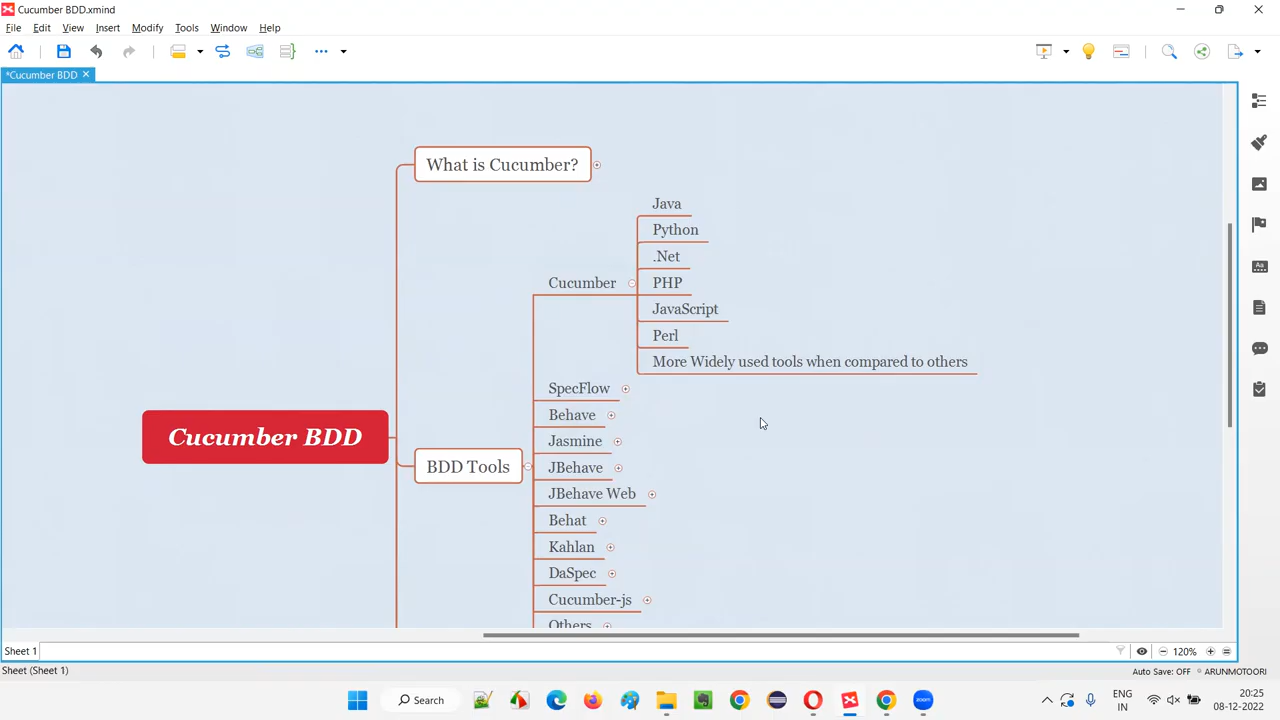 Cucumber BDD.xmind
File Edit View Insert Modify Tools Window Help
*Cucumber BDD
What is Cucumber?
Java
Python
.Net
Cucumber
PHP
JavaScript
Perl
More Widely used tools when compared to others
SpecFlow
Behave
Jasmine
Cucumber BDD
BDD Tools
JBehave
JBehave Web
Behat
Kahlan
DaSpec
Cucumber-js
Others
Sheet 1
120%
Sheet (Sheet 1)
Auto Save: OFF
ARUNMOTOORI
Search
zoom
ENG
IN
20:25
08-12-2022